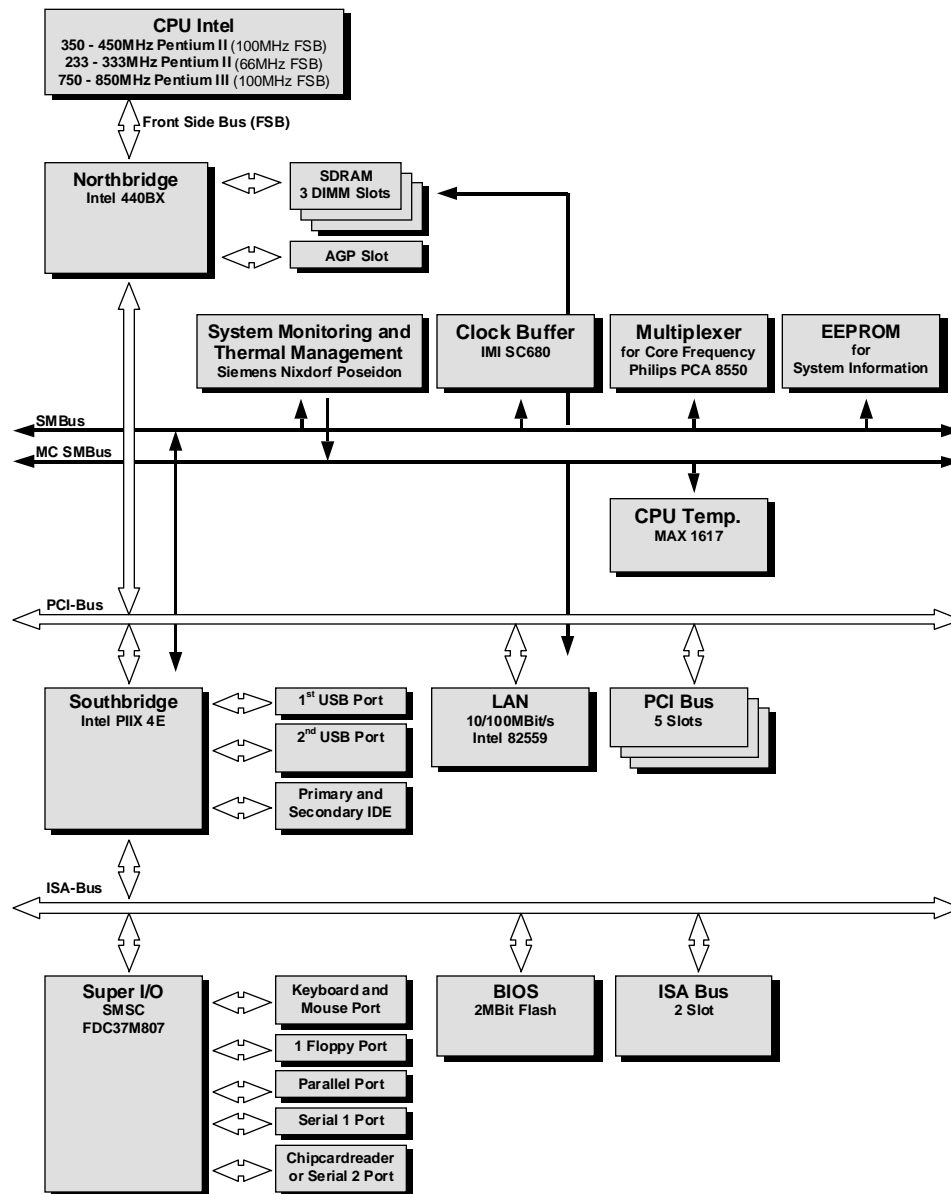 CPU Intel
350 - 450MHz Pentium II (100MHz FSB)
233 - 333MHz Pentium II (66MHz FSB)
750 - 850MHz Pentium III (100MHz FSB)
Front Side Bus (FSB)
Northbridge
Intel 440BX
SDRAM
3 DIMM Slots
AGP Slot
System Monitoring and
Thermal Management
Siemens Nixdorf Poseidon
Clock Buffer
IMI SC680
Multiplexer
for Core Frequency
Philips PCA 8550
EEPROM
for
System Information
SMBus
MC SMBus
CPU Temp.
MAX 1617
PCI-Bus
Southbridge
Intel PIIX 4E
1st USB Port
2nd USB Port
Primary and
Secondary IDE
LAN
10/100MBit/s
Intel 82559
PCI Bus
5 Slots
ISA-Bus
Super I/O
SMSC
FDC37M807
Keyboard and
Mouse Port
1 Floppy Port
Parallel Port
Serial 1 Port
Chipcardreader
or Serial 2 Port
BIOS
2MBit Flash
ISA Bus
2 Slot